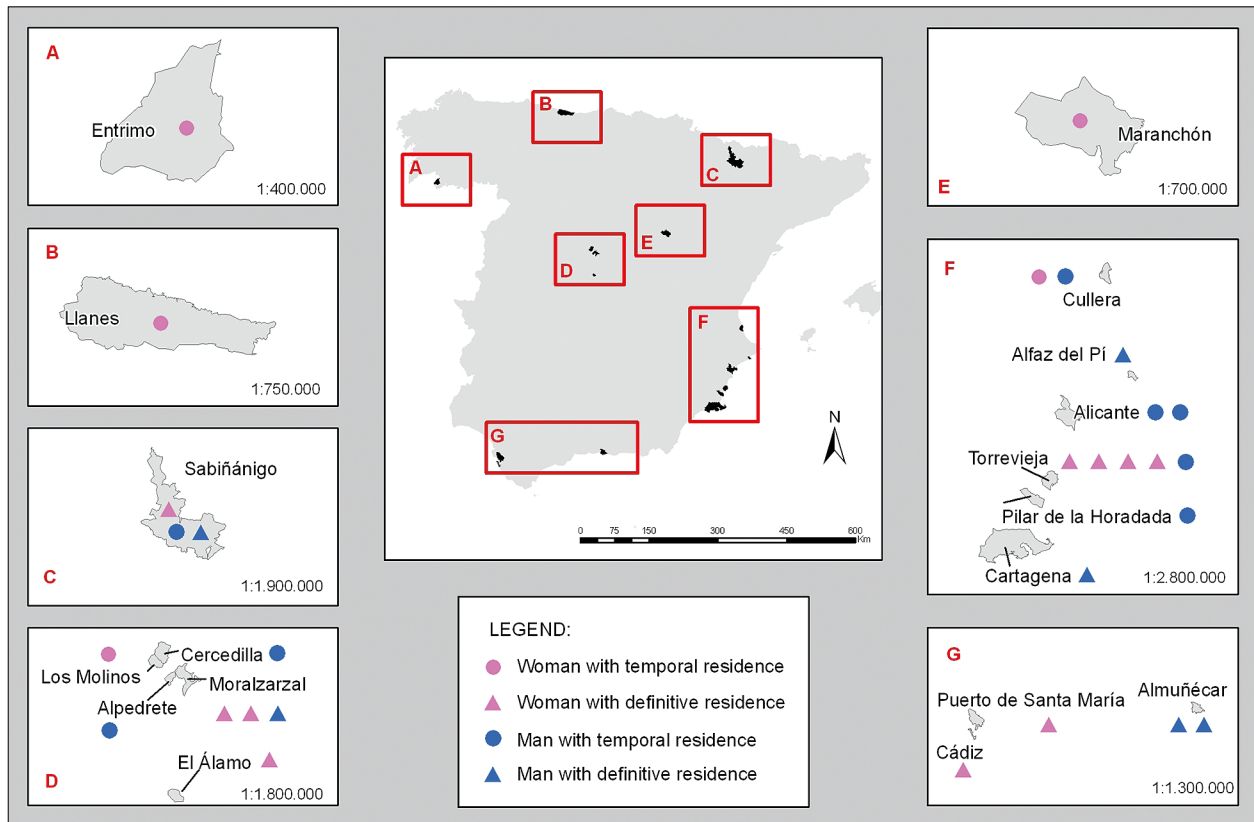 A
Entrimo
1:400.000
B
Llanes
1:750.000
Sabiñánigo
C
1:1.900.000
Cercedilla
Los Molinos
Moralzarzal
Alpedrete
El Álamo
D
1:1.800.000
B
A
C
E
D
F
G
N
0 75 150 300 450 600
Km
LEGEND:
Woman with temporal residence
Woman with definitive residence
Man with temporal residence
Man with definitive residence
Maranchón
E
1:700.000
F
Cullera
Alfaz del Pí
Alicante
Torrevieja
Pilar de la Horadada
Cartagena
1:2.800.000
G
Puerto de Santa María
Almuñécar
Cádiz
1:1.300.000